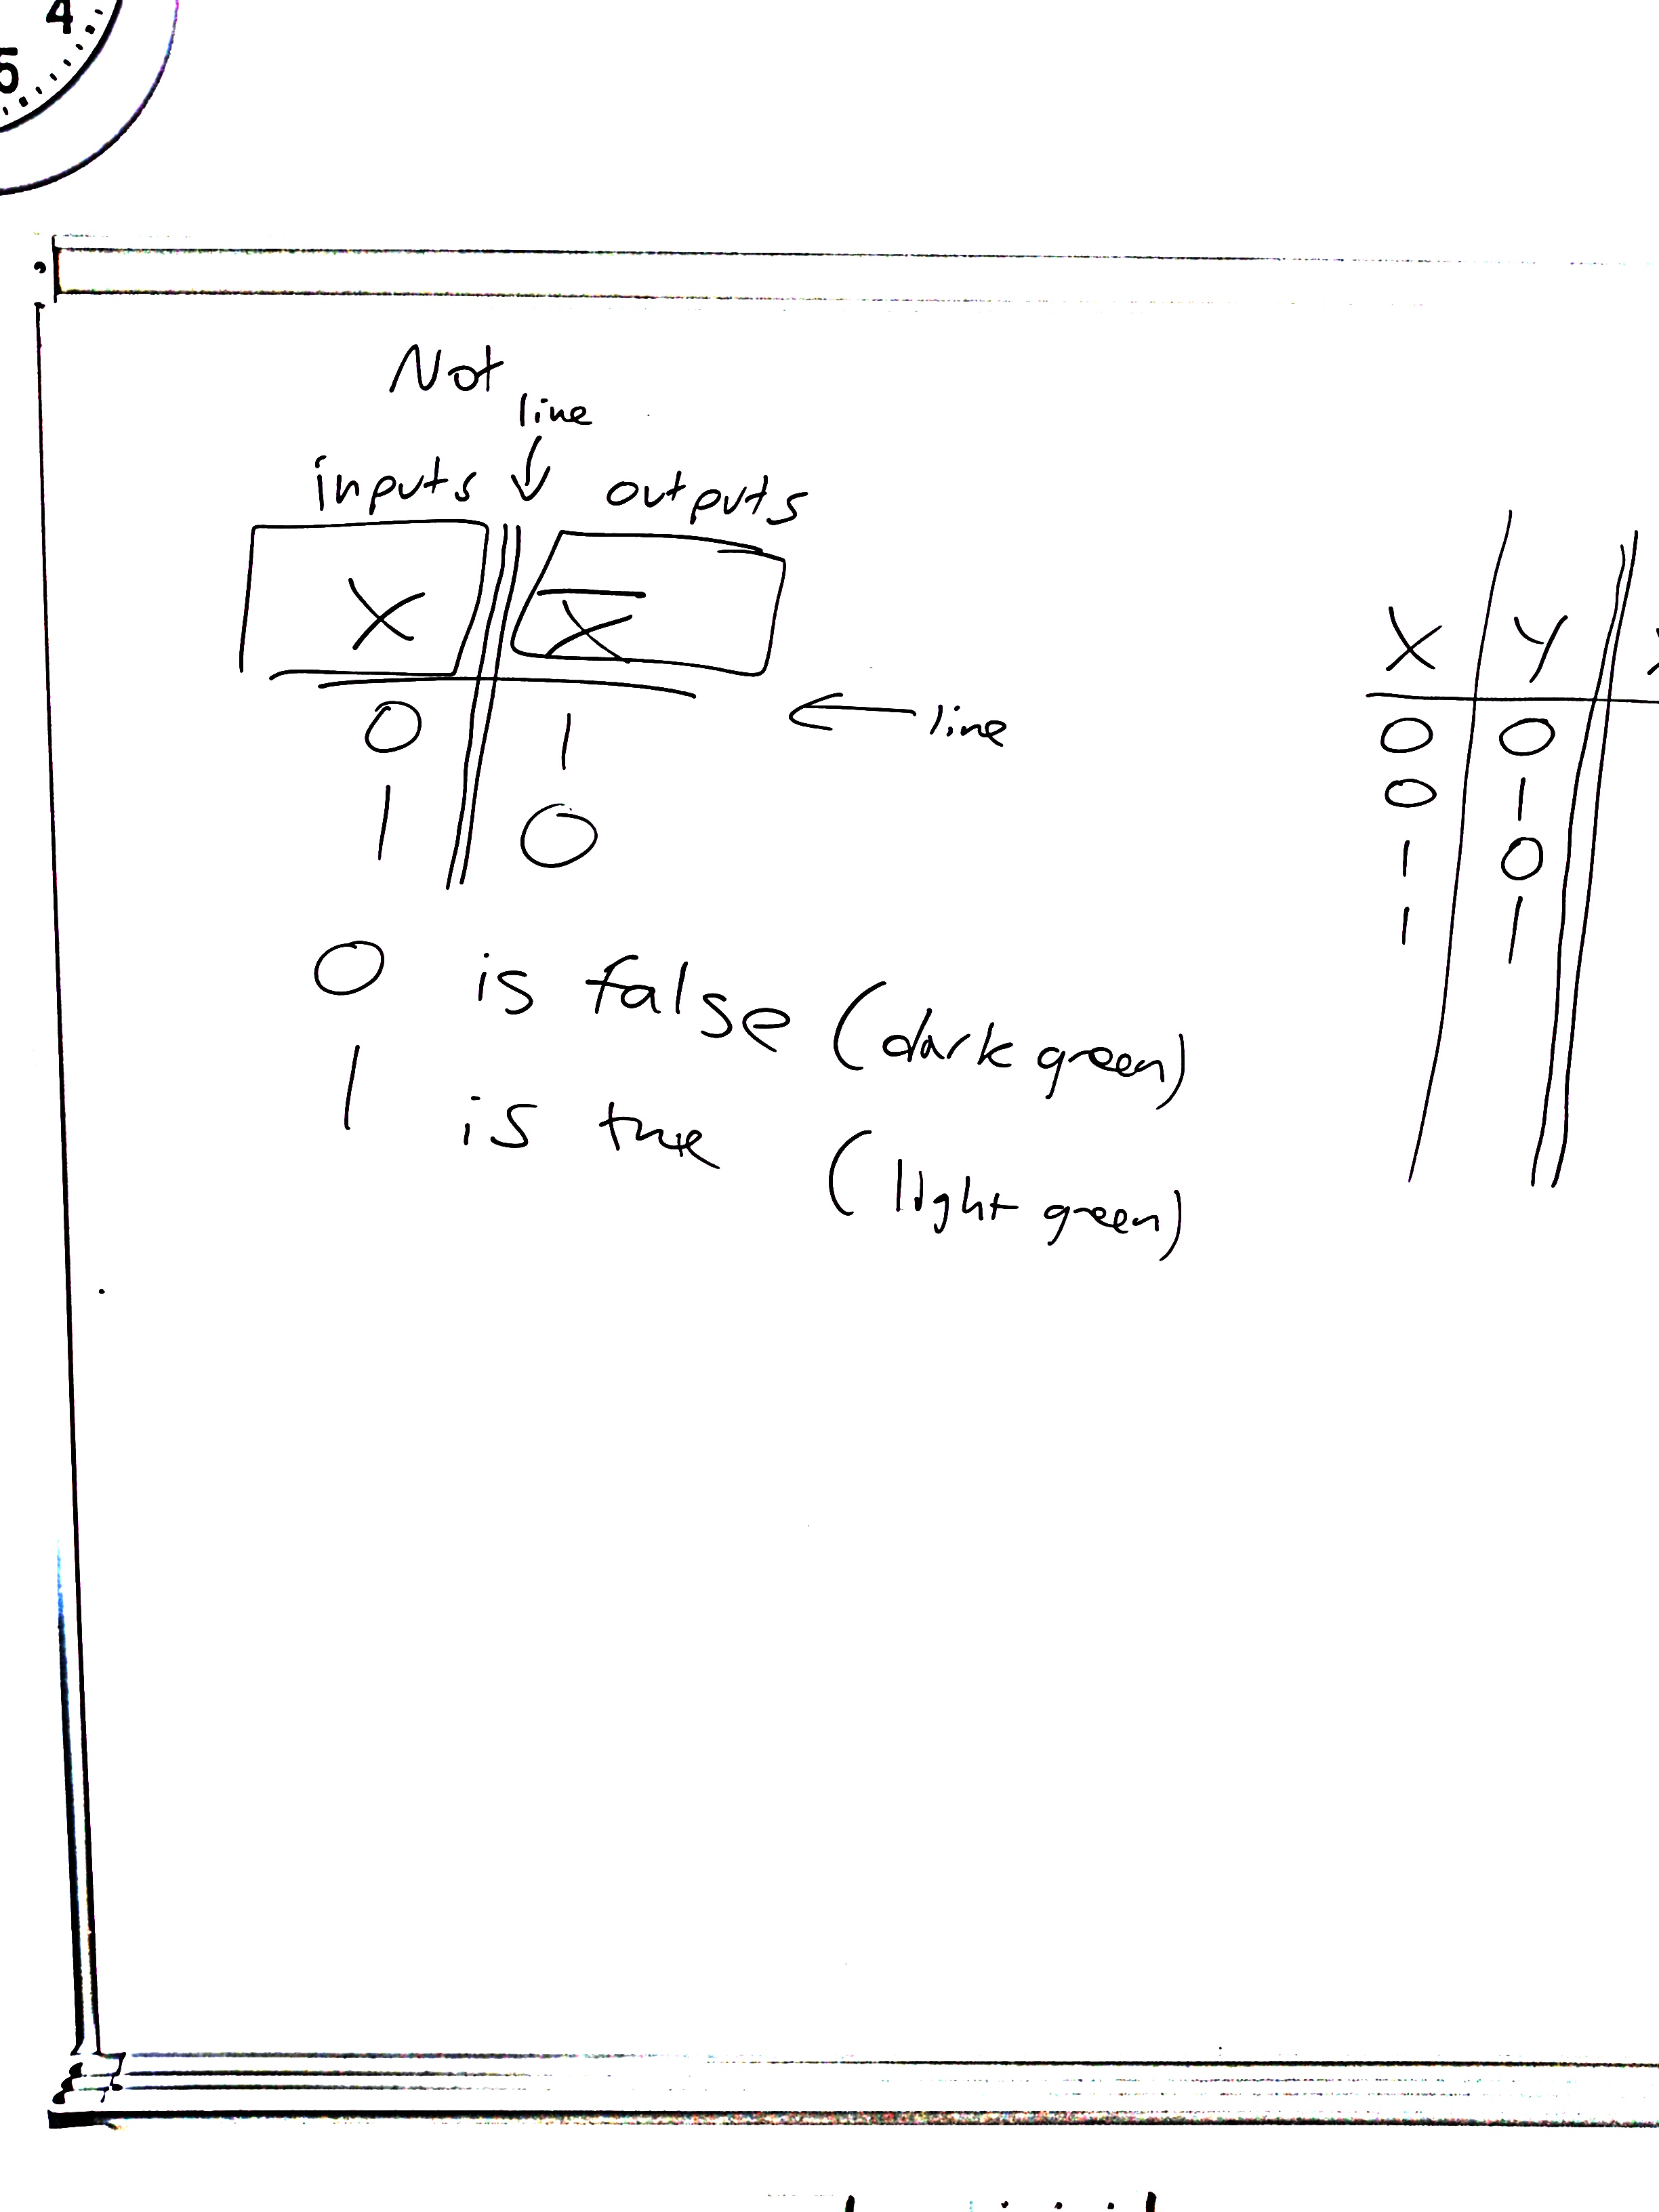 4
5
Not
line
inputs outputs
X X̅
0 1
line
1 0
0 is false (dark green)
1 is true (light green)
X Y
0 0
0 1
1 0
1 1